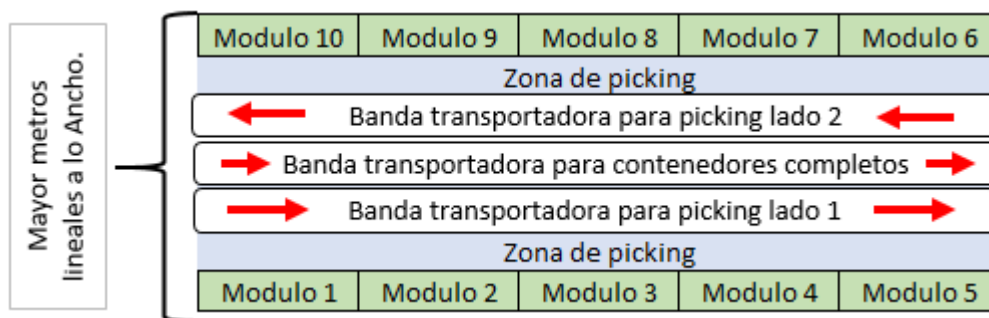 Mayor metros
lineales a lo Ancho.
Modulo 10 Modulo 9 Modulo 8 Modulo 7 Modulo 6
Zona de picking
Banda transportadora para picking lado 2
Banda transportadora para contenedores completos
Banda transportadora para picking lado 1
Zona de picking
Modulo 1 Modulo 2 Modulo 3 Modulo 4 Modulo 5